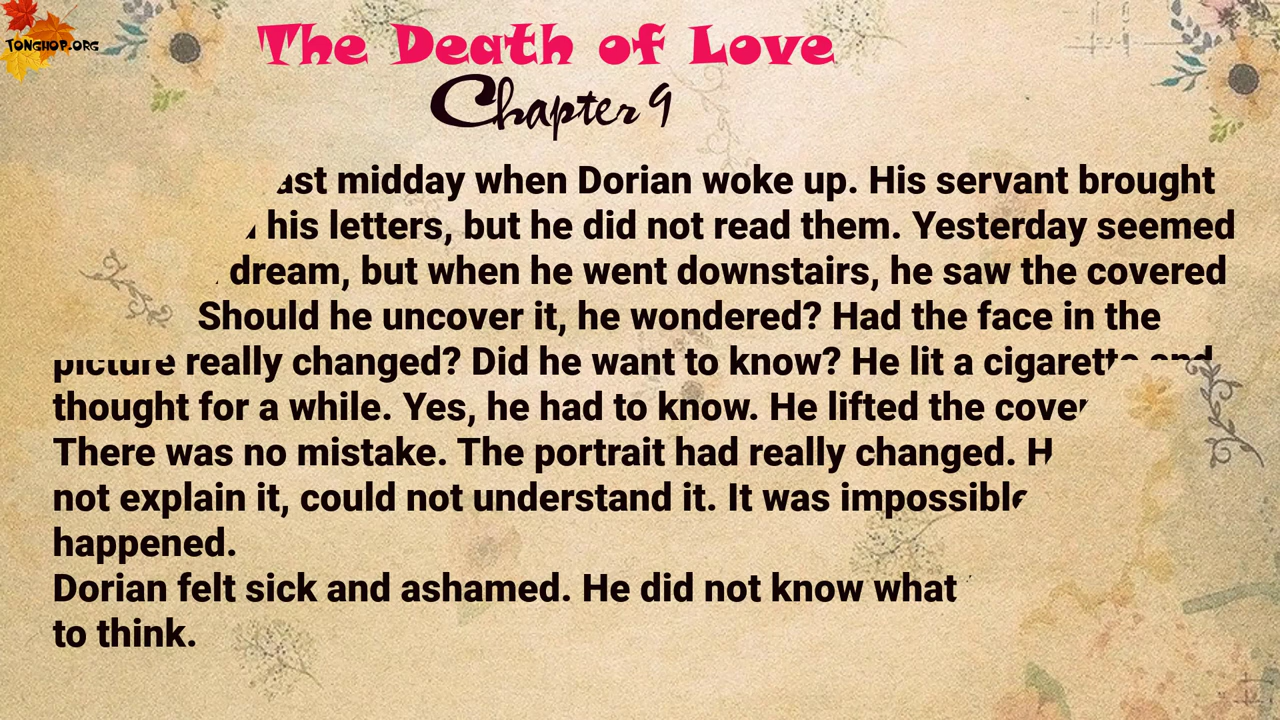 TONGHOP.ORG
The Death of Love
Chapter 9
midday when Dorian woke up. His servant brought
his letters, but he did not read them. Yesterday seemed
dream, but when he went downstairs, he saw the covered
Should he uncover it, he wondered? Had the face in the
picture really changed? Did he want to know? He lit a cigarette and
thought for a while. Yes, he had to know. He lifted the cover
There was no mistake. The portrait had really changed.
not explain it, could not understand it. It was impossible
happened.
Dorian felt sick and ashamed. He did not know what
to think.